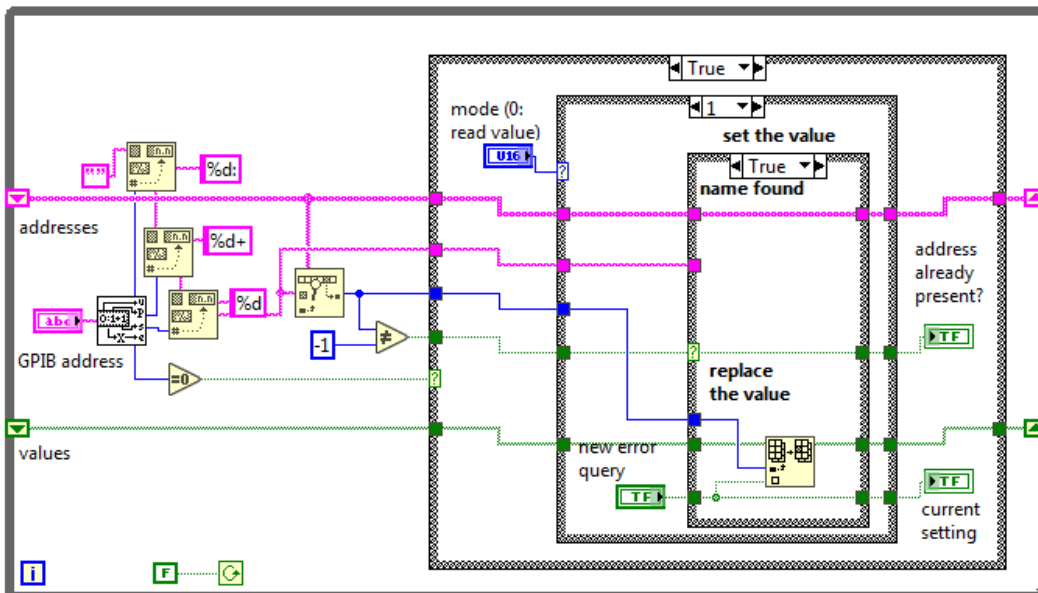 True
mode (0:
read value)
U16
1
set the value
True
name found
""
%d:
addresses
%d+
%d
abc
GPIB address
-1
≠
=0
address
already
present?
TF
replace
the value
values
new error
query
TF
TF
current
setting
i
F